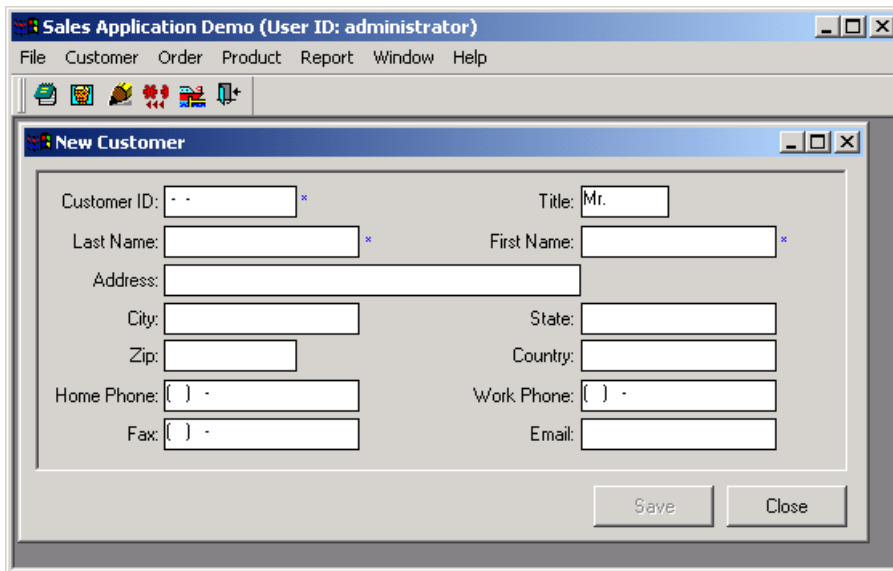 Sales Application Demo (User ID: administrator)
File Customer Order Product Report Window Help
New Customer
Customer ID: - - * Title: Mr.
Last Name: * First Name: *
Address:
City: State:
Zip: Country:
Home Phone: ( ) - Work Phone: ( ) -
Fax: ( ) - Email:
Save Close